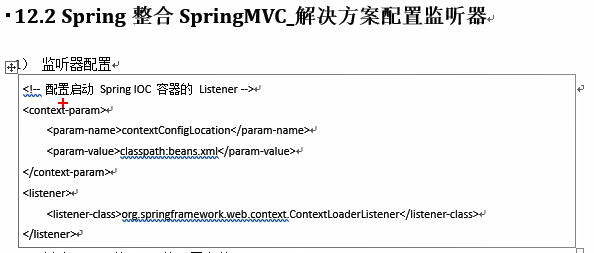 12.2 Spring 整合 SpringMVC_解决方案配置监听器
1) 监听器配置
<!-- 配置启动 Spring IOC 容器的 Listener -->
<context-param>
<param-name>contextConfigLocation</param-name>
<param-value>classpath:beans.xml</param-value>
</context-param>
<listener>
<listener-class>org.springframework.web.context.ContextLoaderListener</listener-class>
</listener>